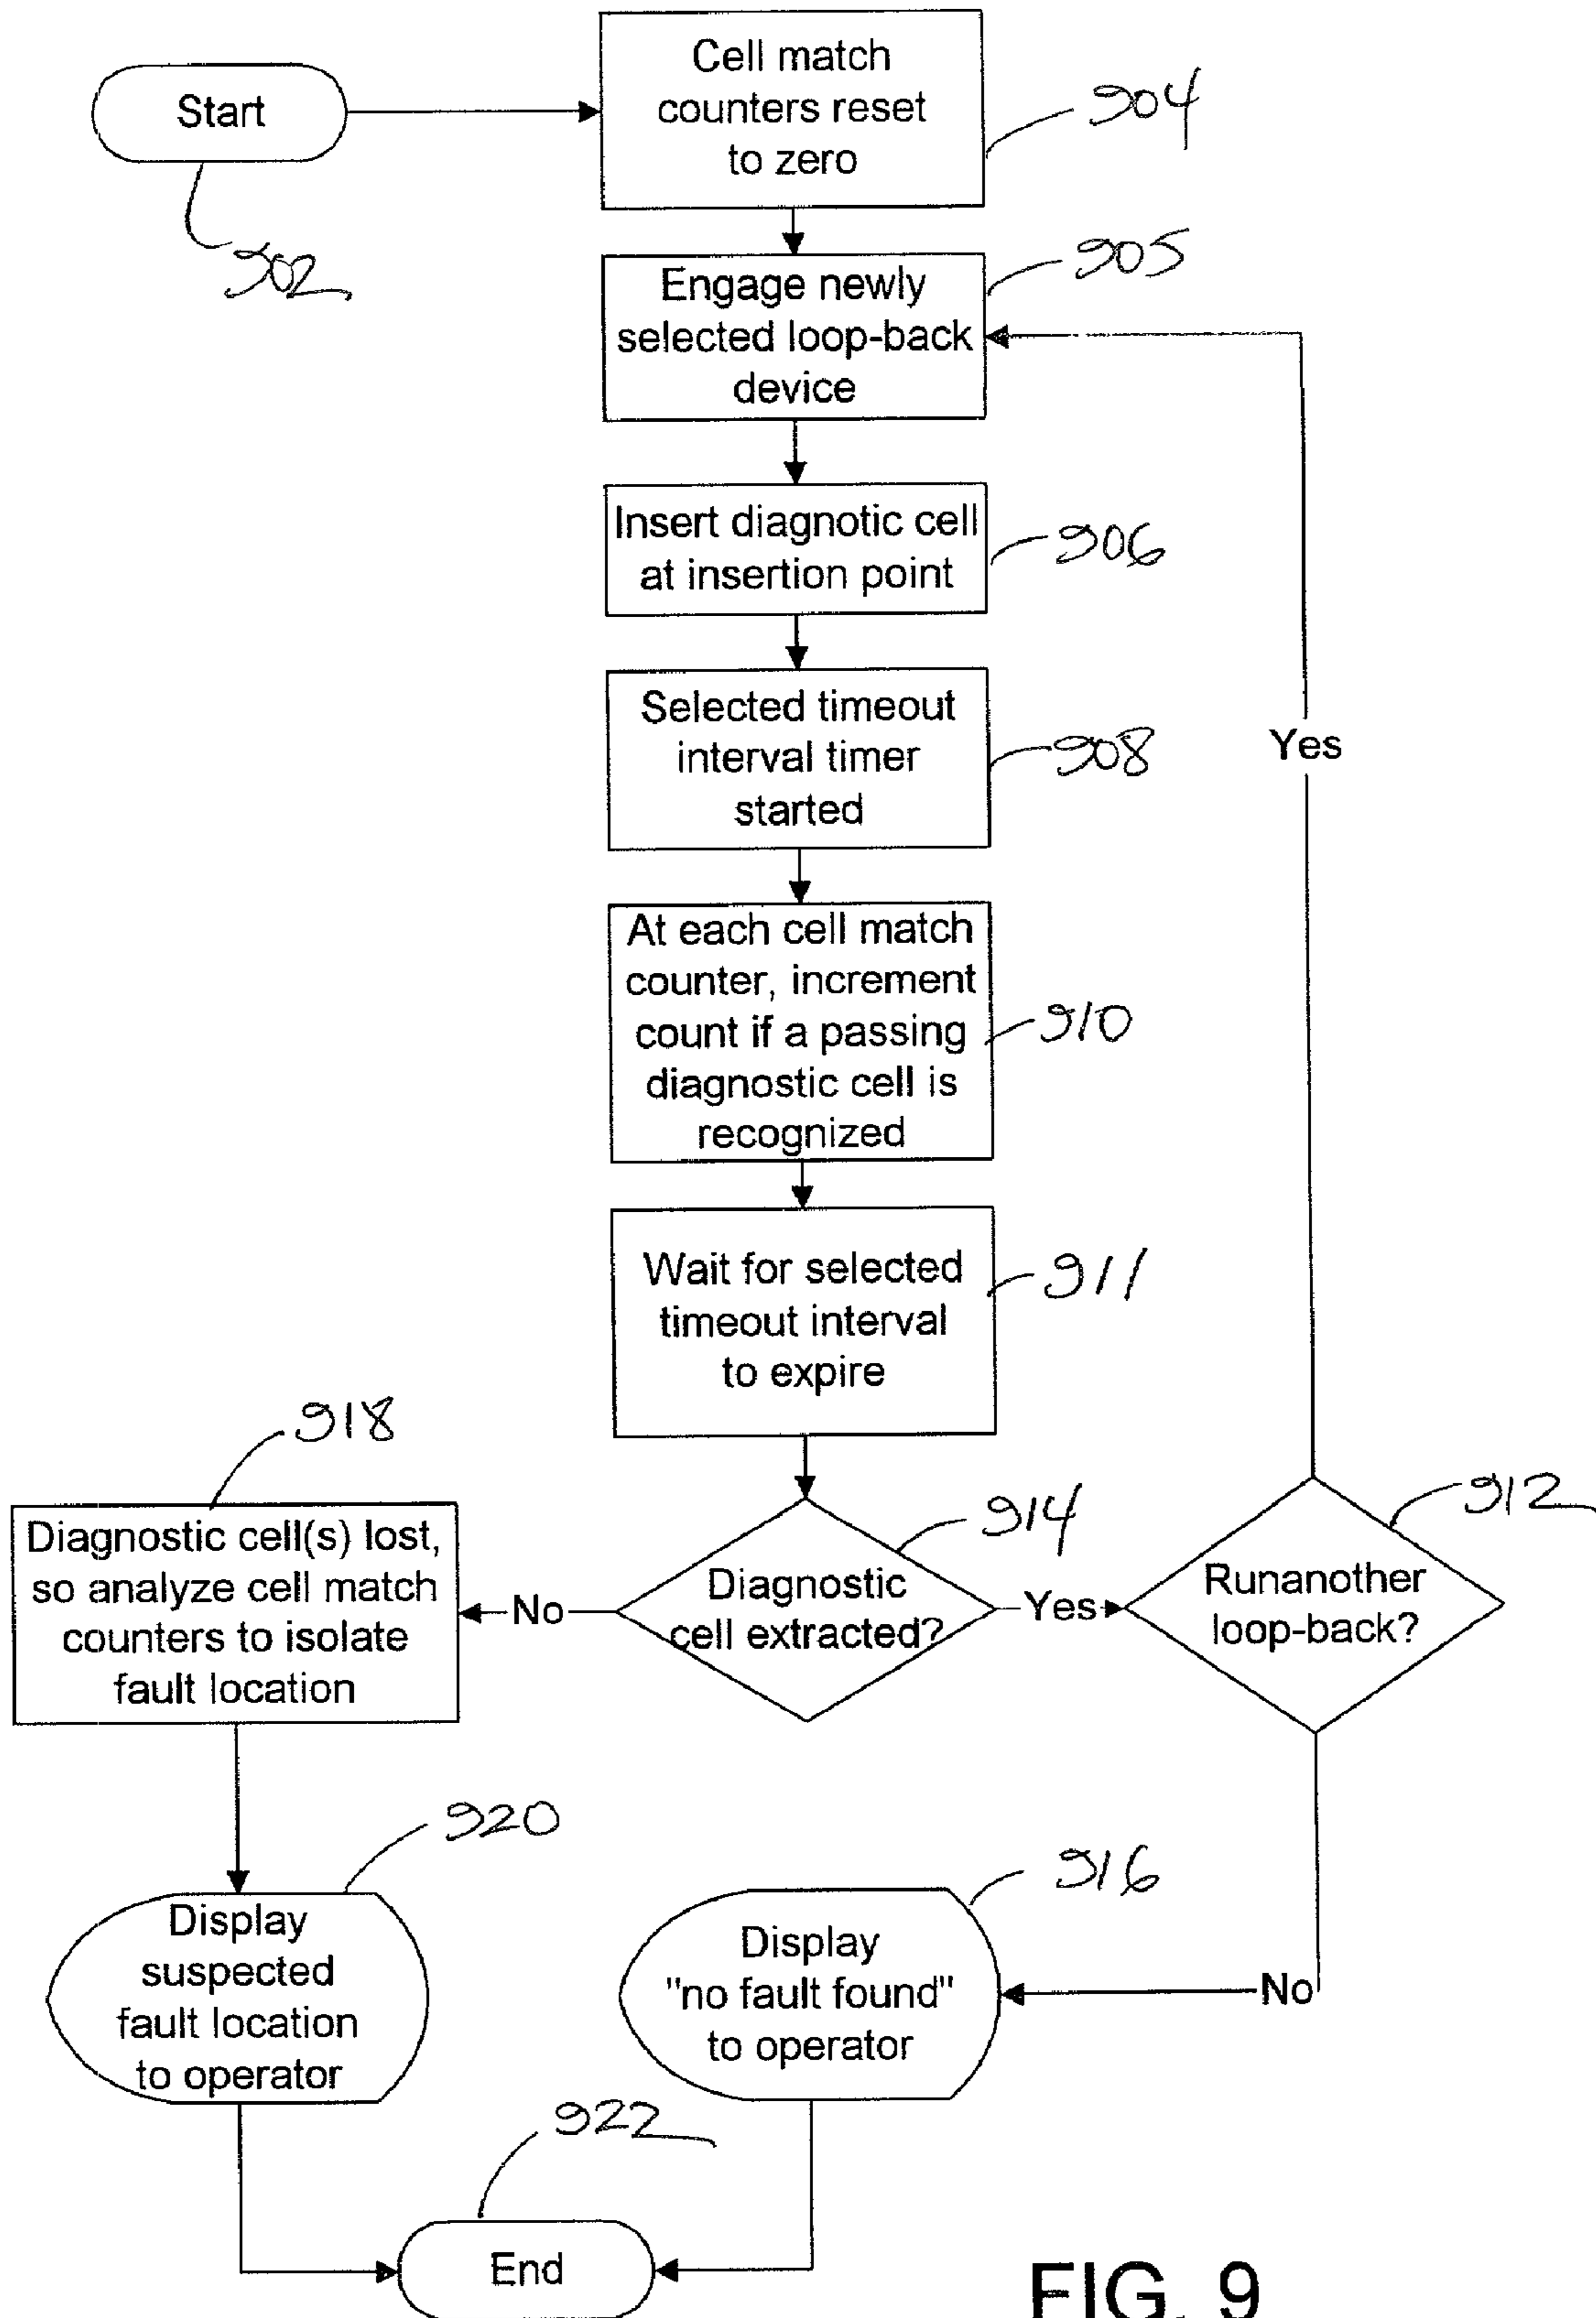 Start
902
Cell match
counters reset
to zero
904
Engage newly
selected loop-back
device
905
Insert diagnotic cell
at insertion point
906
Selected timeout
interval timer
started
908
Yes
At each cell match
counter, increment
count if a passing
diagnostic cell is
recognized
910
Wait for selected
timeout interval
to expire
911
918
Diagnostic cell(s) lost,
so analyze cell match
counters to isolate
fault location
No
914
Diagnostic
cell extracted?
Yes
912
Runanother
loop-back?
920
Display
suspected
fault location
to operator
916
Display
"no fault found"
to operator
No
922
End
FIG. 9